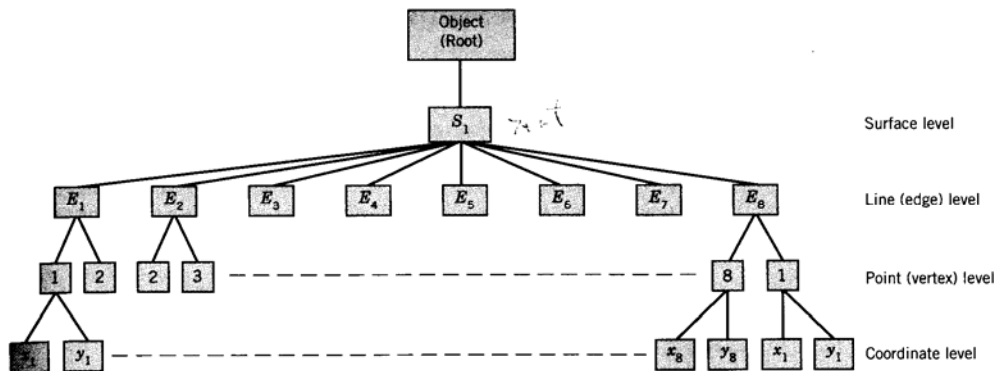 Object
(Root)
S₁
Surface level
E₁ E₂ E₃ E₄ E₅ E₆ E₇ E₈
Line (edge) level
1 2 2 3 8 1
Point (vertex) level
x₁ y₁ x₈ y₈ x₁ y₁
Coordinate level